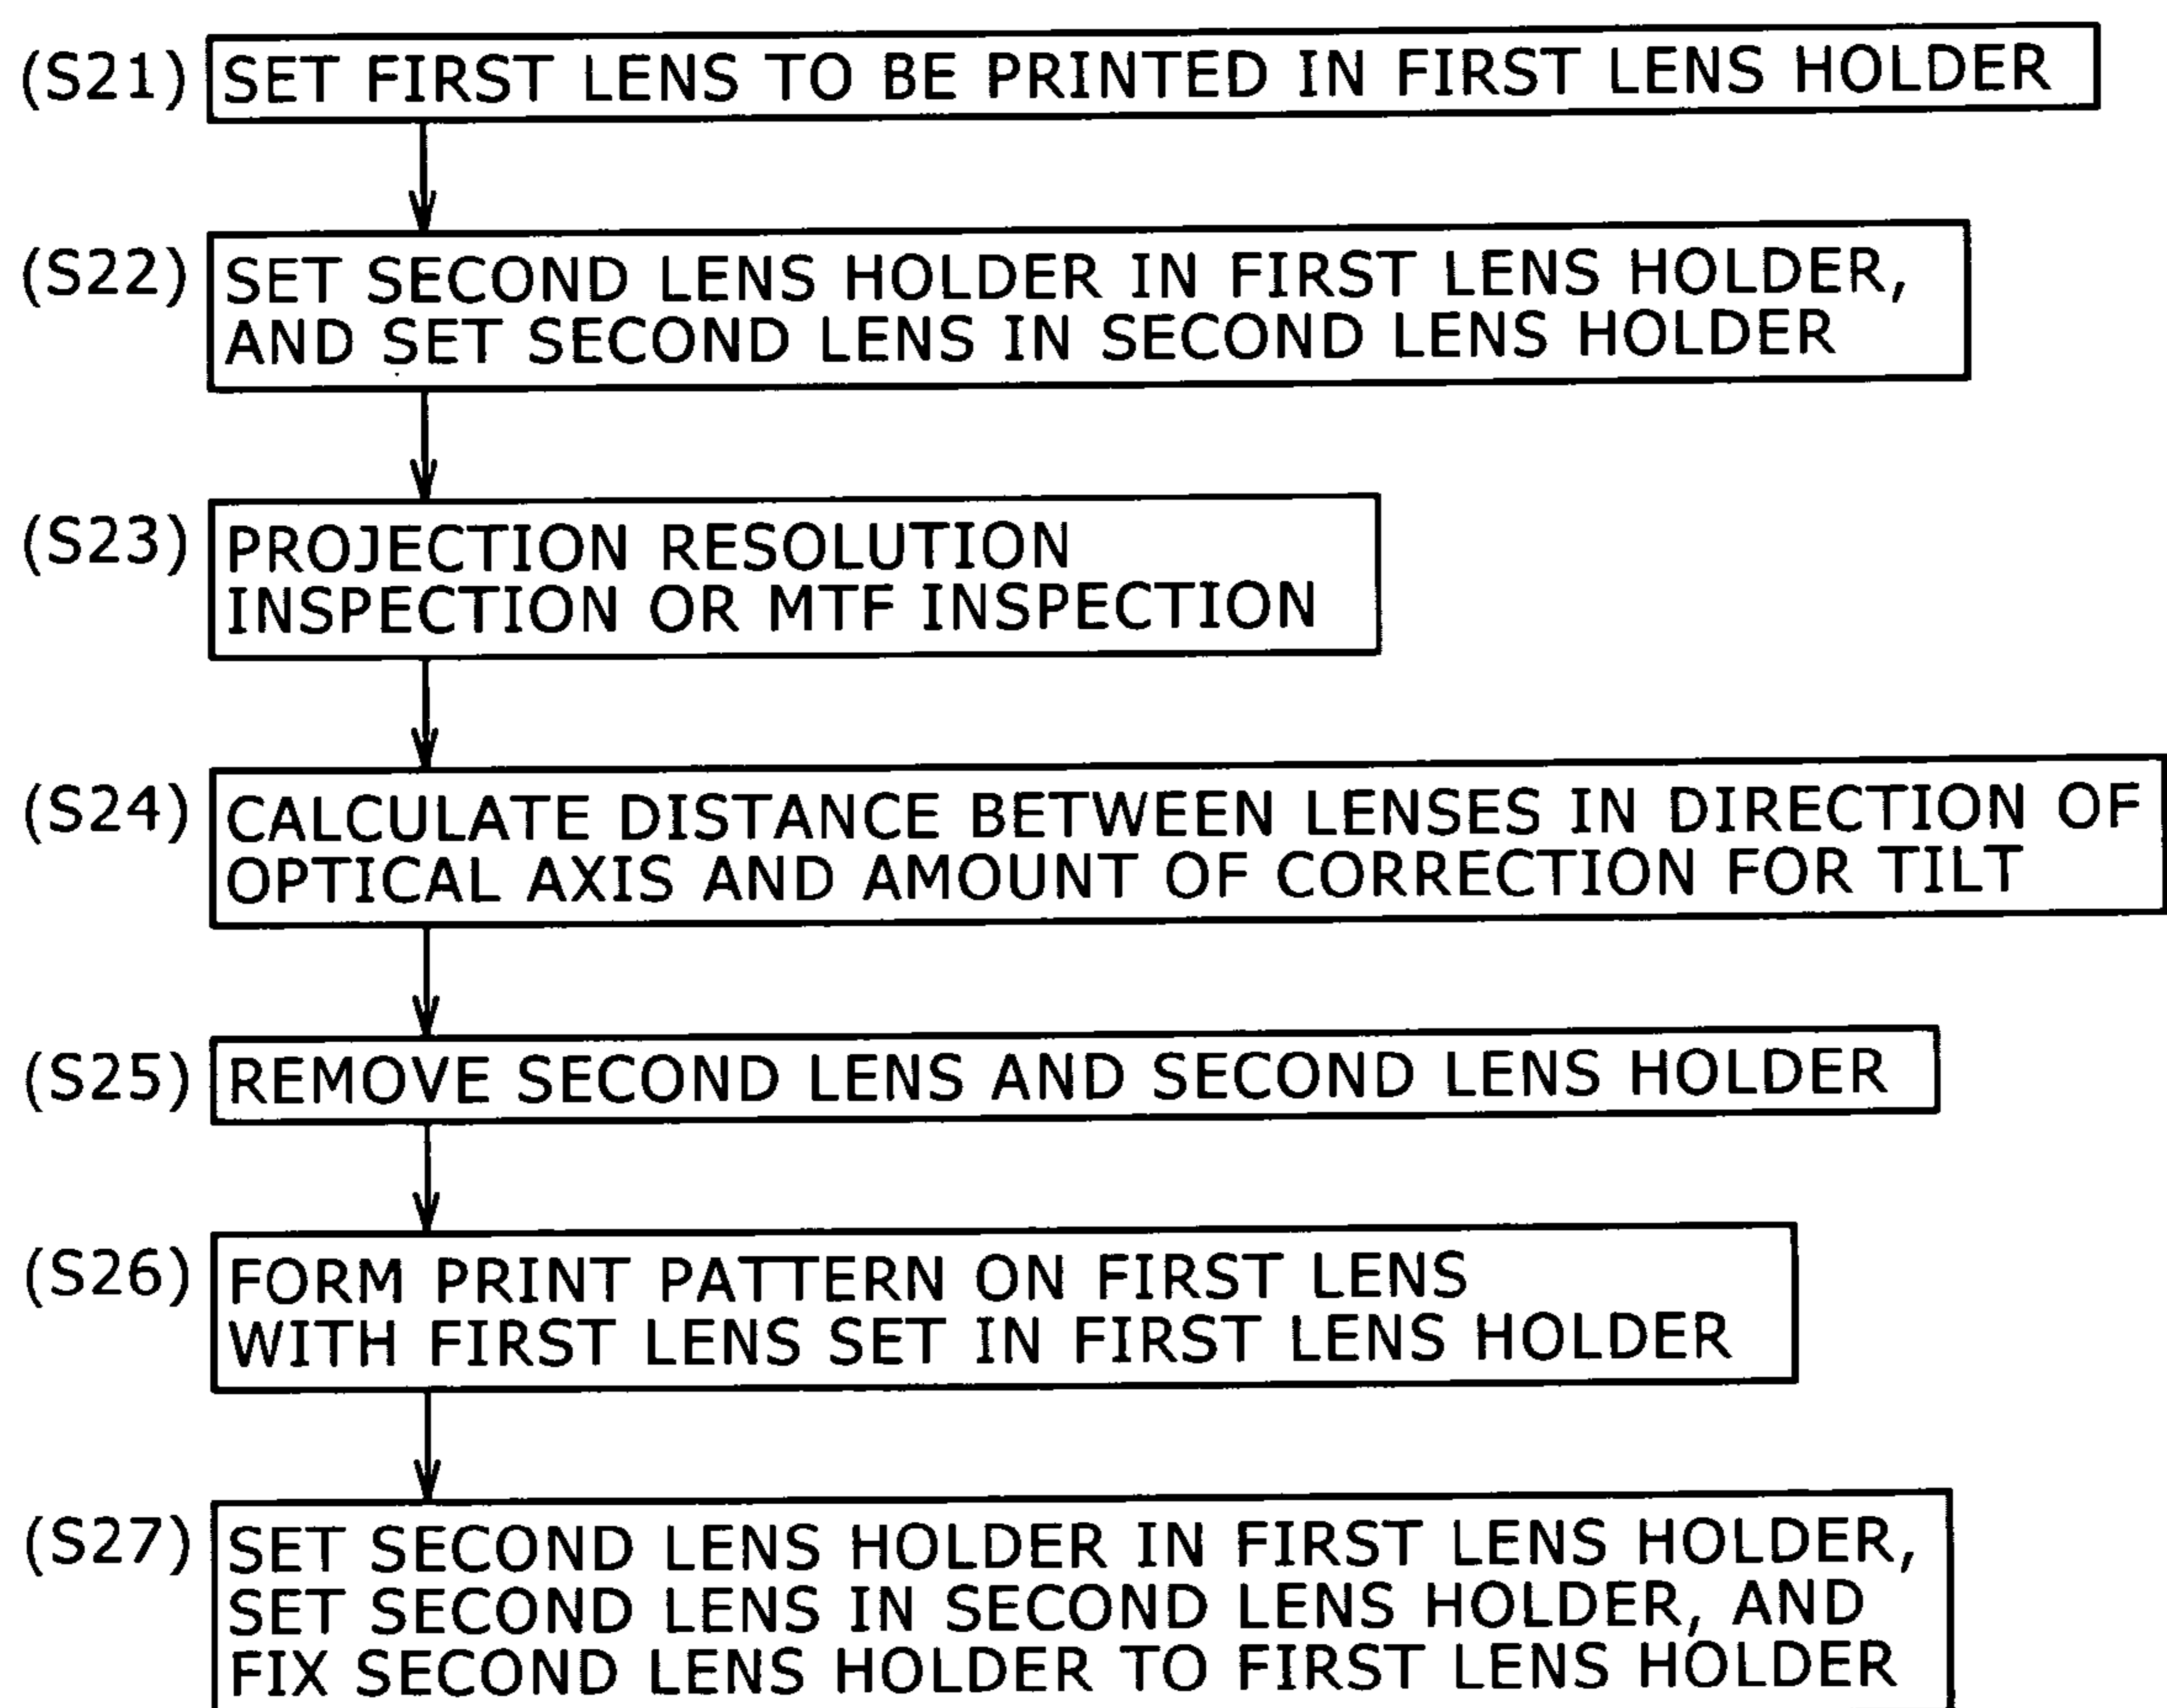 (S21) SET FIRST LENS TO BE PRINTED IN FIRST LENS HOLDER
(S22) SET SECOND LENS HOLDER IN FIRST LENS HOLDER,
AND SET SECOND LENS IN SECOND LENS HOLDER
(S23) PROJECTION RESOLUTION
INSPECTION OR MTF INSPECTION
(S24) CALCULATE DISTANCE BETWEEN LENSES IN DIRECTION OF
OPTICAL AXIS AND AMOUNT OF CORRECTION FOR TILT
(S25) REMOVE SECOND LENS AND SECOND LENS HOLDER
(S26) FORM PRINT PATTERN ON FIRST LENS
WITH FIRST LENS SET IN FIRST LENS HOLDER
(S27) SET SECOND LENS HOLDER IN FIRST LENS HOLDER,
SET SECOND LENS IN SECOND LENS HOLDER, AND
FIX SECOND LENS HOLDER TO FIRST LENS HOLDER